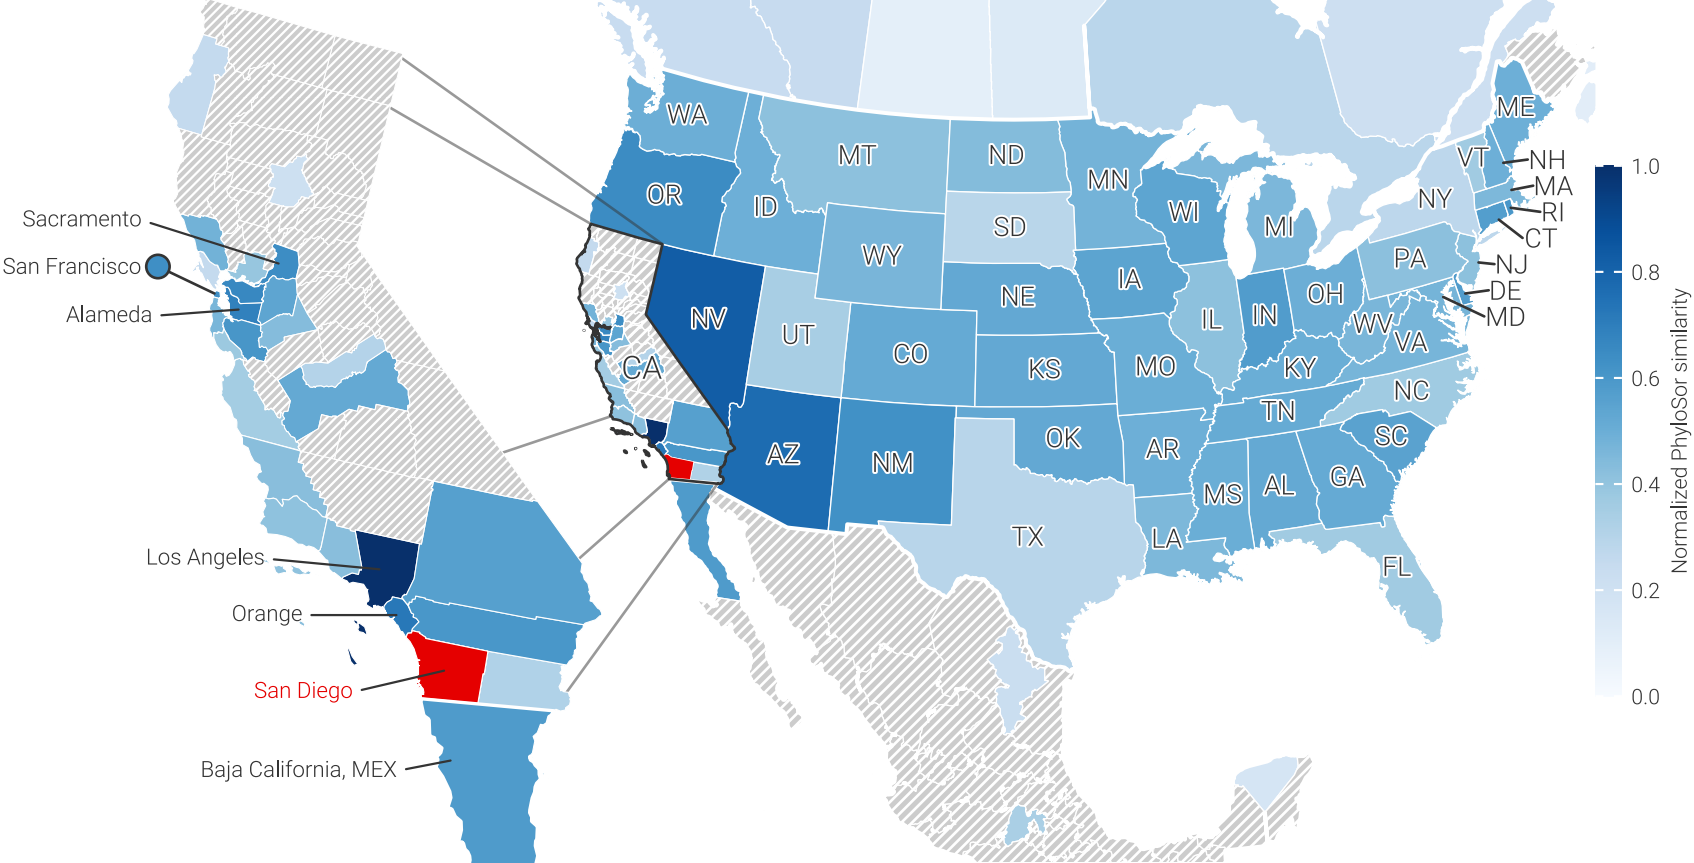 Sacramento
San Francisco
Alameda
Los Angeles
Orange
San Diego
Baja California, MEX
WA
OR
ID
MT
ND
MN
WI
MI
SD
WY
NV
UT
CO
NE
IA
IL
IN
OH
PA
NY
VT
ME
NH
MA
RI
CT
NJ
DE
MD
WV
VA
KY
NC
TN
SC
GA
AL
MS
AR
MO
KS
OK
CA
AZ
NM
TX
LA
FL
1.0
0.8
0.6
0.4
0.2
0.0
Normalized PhyloSor similarity